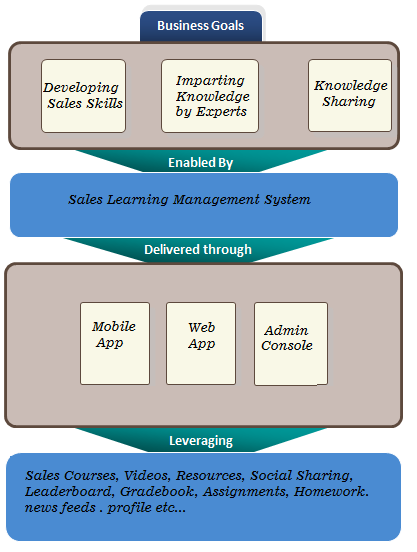 Business Goals
Developing
Sales Skills
Imparting
Knowledge
by Experts
Knowledge
Sharing
Enabled By
Sales Learning Management System
Delivered through
Mobile
App
Web
App
Admin
Console
Leveraging
Sales Courses, Videos, Resources, Social Sharing,
Leaderboard, Gradebook, Assignments, Homework.
news feeds . profile etc...